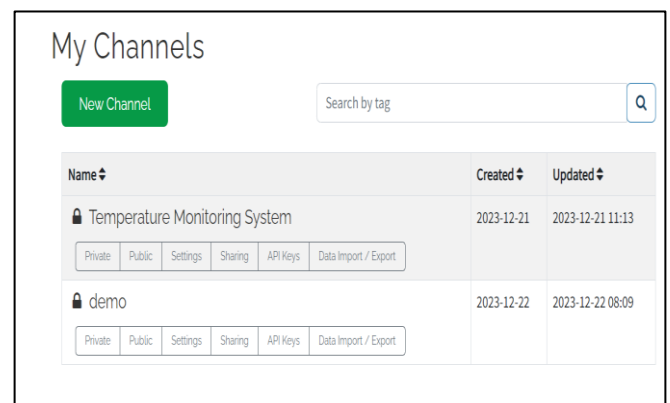 My Channels
New Channel
Search by tag
Name Created Updated
Temperature Monitoring System 2023-12-21 2023-12-21 11:13
Private Public Settings Sharing API Keys Data Import / Export
demo 2023-12-22 2023-12-22 08:09
Private Public Settings Sharing API Keys Data Import / Export